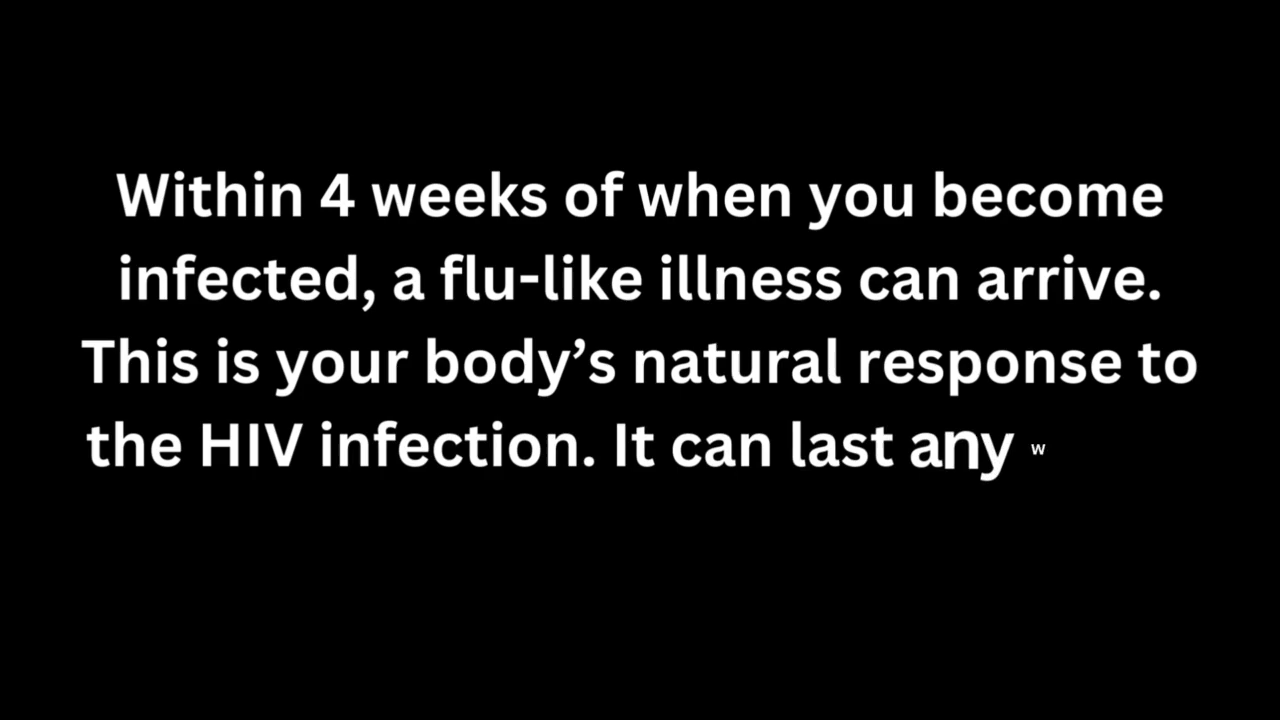 Within 4 weeks of when you become
infected, a flu-like illness can arrive.
This is your body’s natural response to
the HIV infection. It can last any w